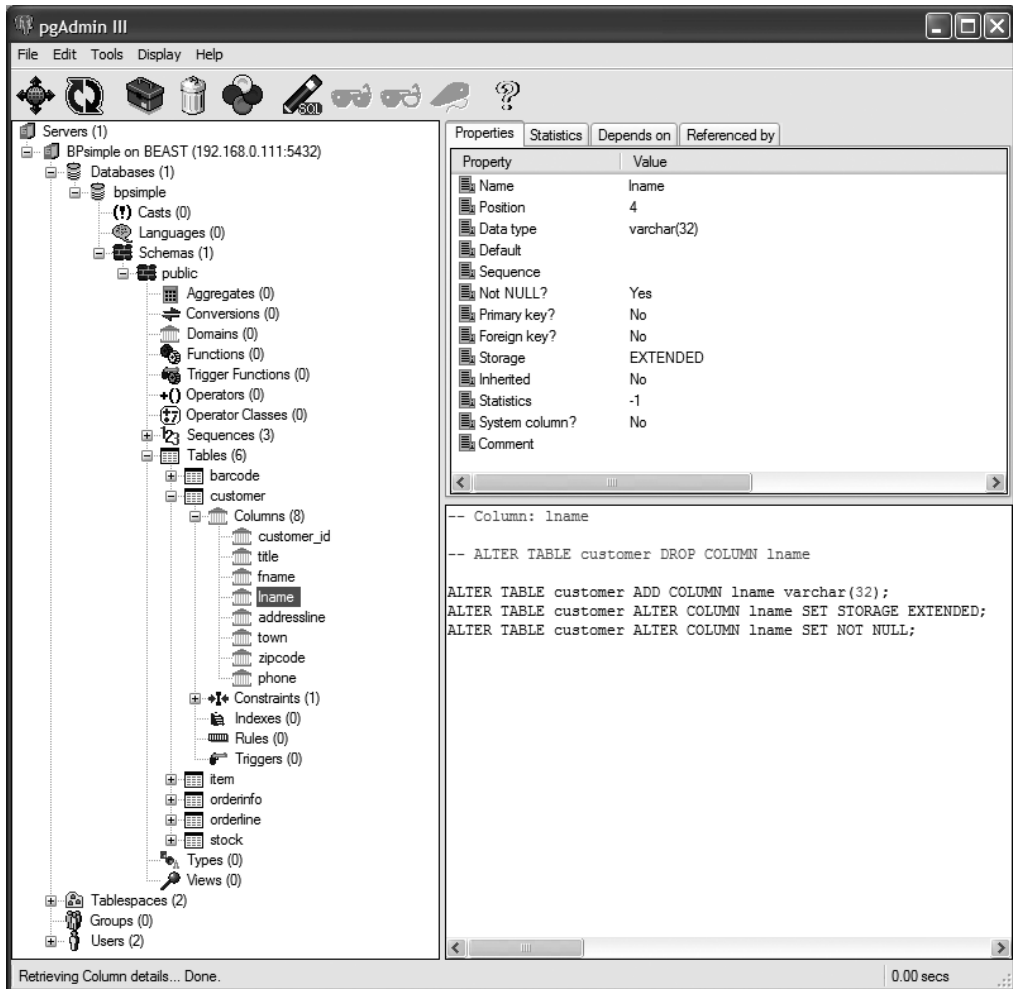 pgAdmin III
File Edit Tools Display Help
SQL
Servers (1)
BPsimple on BEAST (192.168.0.111:5432)
Databases (1)
bpsimple
Casts (0)
Languages (0)
Schemas (1)
public
Aggregates (0)
Conversions (0)
Domains (0)
Functions (0)
Trigger Functions (0)
Operators (0)
Operator Classes (0)
Sequences (3)
Tables (6)
barcode
customer
Columns (8)
customer_id
title
fname
lname
addressline
town
zipcode
phone
Constraints (1)
Indexes (0)
Rules (0)
Triggers (0)
item
orderinfo
orderline
stock
Types (0)
Views (0)
Tablespaces (2)
Groups (0)
Users (2)
Properties Statistics Depends on Referenced by
Property Value
Name lname
Position 4
Data type varchar(32)
Default
Sequence
Not NULL? Yes
Primary key? No
Foreign key? No
Storage EXTENDED
Inherited No
Statistics -1
System column? No
Comment
-- Column: lname
-- ALTER TABLE customer DROP COLUMN lname
ALTER TABLE customer ADD COLUMN lname varchar(32);
ALTER TABLE customer ALTER COLUMN lname SET STORAGE EXTENDED;
ALTER TABLE customer ALTER COLUMN lname SET NOT NULL;
Retrieving Column details... Done. 0.00 secs